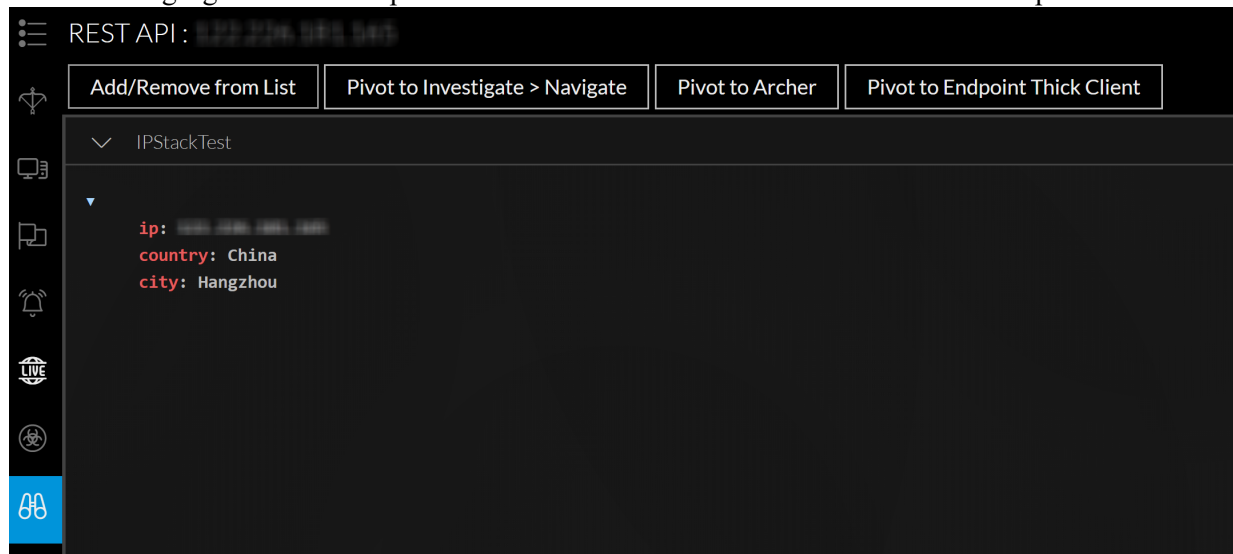 REST API :
Add/Remove from List
Pivot to Investigate > Navigate
Pivot to Archer
Pivot to Endpoint Thick Client
IPStackTest
ip:
country: China
city: Hangzhou
LIVE